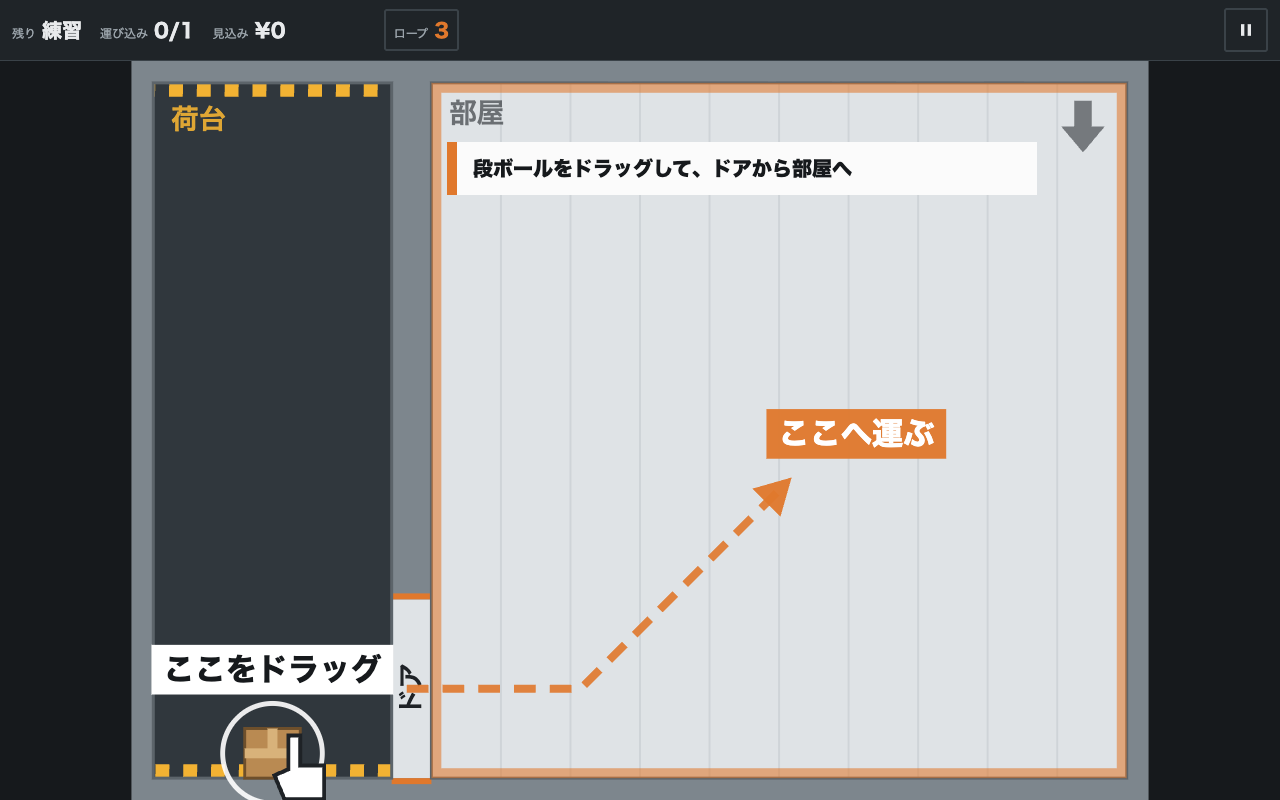 残り 練習 運び込み 0/1 見込み ¥0 ロープ 3
荷台
部屋
段ボールをドラッグして、ドアから部屋へ
ここへ運ぶ
ここをドラッグ
ドア